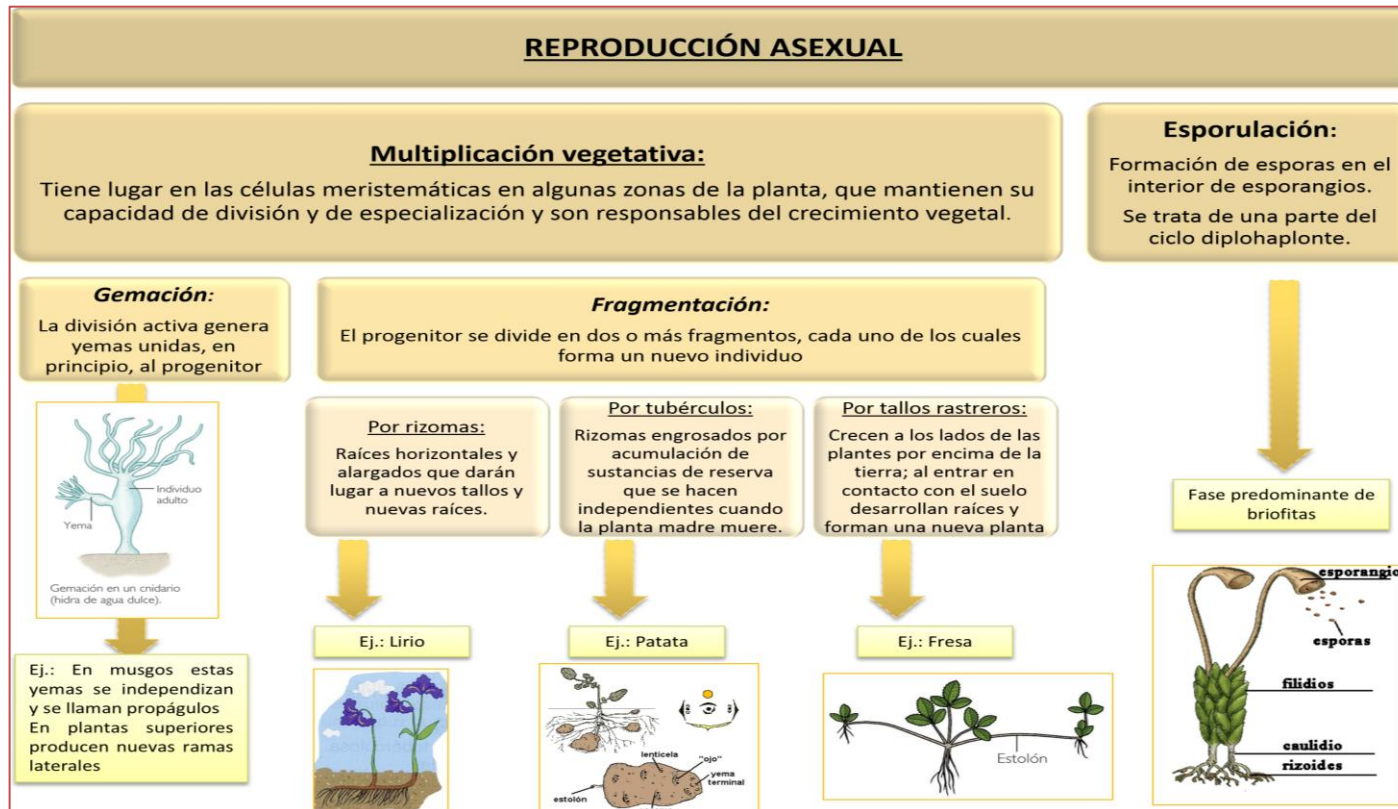 REPRODUCCIÓN ASEXUAL
Multiplicación vegetativa:
Tiene lugar en las células meristemáticas en algunas zonas de la planta, que mantienen su
capacidad de división y de especialización y son responsables del crecimiento vegetal.
Esporulación:
Formación de esporas en el
interior de esporangios.
Se trata de una parte del
ciclo diplohaplonte.
Gemación:
La división activa genera
yemas unidas, en
principio, al progenitor
Fragmentación:
El progenitor se divide en dos o más fragmentos, cada uno de los cuales
forma un nuevo individuo
Individuo
adulto
Yema
Gemación en un cnidario
(hidra de agua dulce).
Ej.: En musgos estas
yemas se independizan
y se llaman propágulos
En plantas superiores
producen nuevas ramas
laterales
Por rizomas:
Raíces horizontales y
alargados que darán
lugar a nuevos tallos y
nuevas raíces.
Ej.: Lirio
Por tubérculos:
Rizomas engrosados por
acumulación de
sustancias de reserva
que se hacen
independientes cuando
la planta madre muere.
Ej.: Patata
lenticela
"ojo"
yema
terminal
estolón
Por tallos rastreros:
Crecen a los lados de las
plantes por encima de la
tierra; al entrar en
contacto con el suelo
desarrollan raíces y
forman una nueva planta
Ej.: Fresa
Estolón
Fase predominante de
briofitas
esporangio
esporas
filidios
caulidio
rizoides